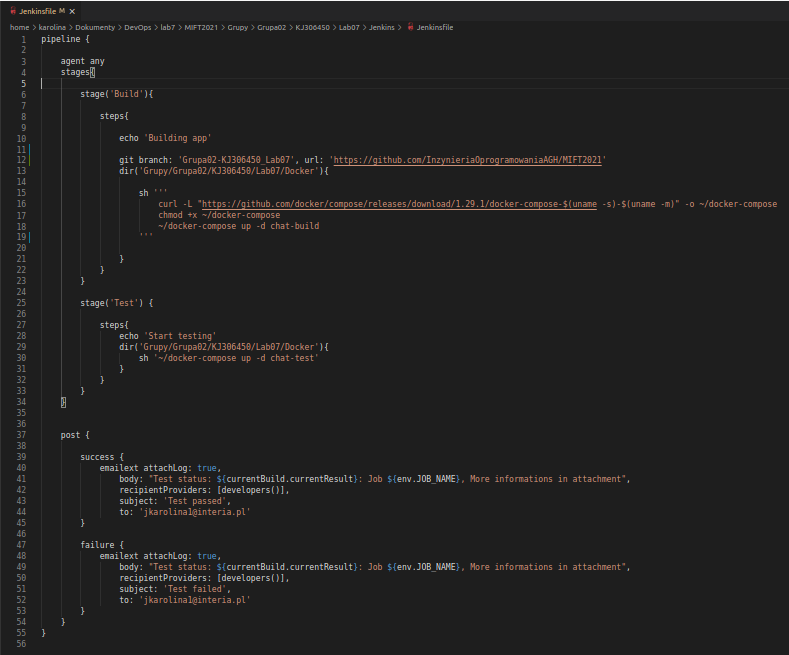 Jenkinsfile M ×
home > karolina > Dokumenty > DevOps > lab7 > MIFT2021 > Grupy > Grupa02 > KJ306450 > Lab07 > Jenkins > Jenkinsfile
1 pipeline {
2
3 agent any
4 stages{
5
6 stage('Build'){
7
8 steps{
9
10 echo 'Building app'
11
12 git branch: 'Grupa02-KJ306450_Lab07', url: 'https://github.com/InzynieriaOprogramowaniaAGH/MIFT2021'
13 dir('Grupy/Grupa02/KJ306450/Lab07/Docker'){
14
15 sh '''
16 curl -L "https://github.com/docker/compose/releases/download/1.29.1/docker-compose-$(uname -s)-$(uname -m)" -o ~/docker-compose
17 chmod +x ~/docker-compose
18 ~/docker-compose up -d chat-build
19 '''
20
21 }
22 }
23 }
24
25 stage('Test') {
26
27 steps{
28 echo 'Start testing'
29 dir('Grupy/Grupa02/KJ306450/Lab07/Docker'){
30 sh '~/docker-compose up -d chat-test'
31 }
32 }
33 }
34 }
35
36
37 post {
38
39 success {
40 emailext attachLog: true,
41 body: "Test status: ${currentBuild.currentResult}: Job ${env.JOB_NAME}, More informations in attachment",
42 recipientProviders: [developers()],
43 subject: 'Test passed',
44 to: 'jkarolina1@interia.pl'
45 }
46
47 failure {
48 emailext attachLog: true,
49 body: "Test status: ${currentBuild.currentResult}: Job ${env.JOB_NAME}, More informations in attachment",
50 recipientProviders: [developers()],
51 subject: 'Test failed',
52 to: 'jkarolina1@interia.pl'
53 }
54 }
55 }
56